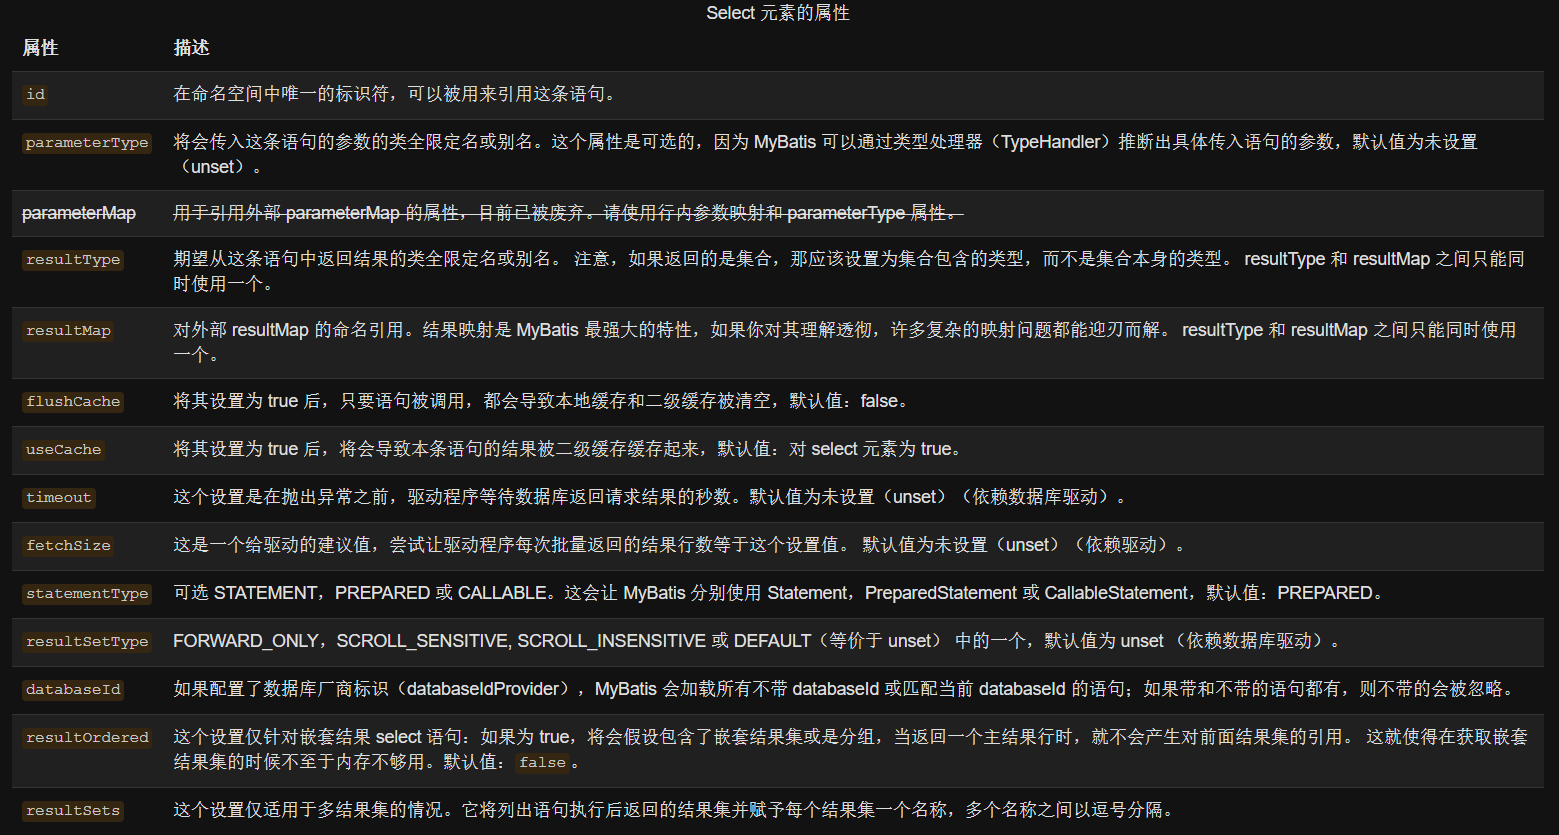 Select 元素的属性
属性 描述
id 在命名空间中唯一的标识符，可以被用来引用这条语句。
parameterType 将会传入这条语句的参数的类全限定名或别名。这个属性是可选的，因为 MyBatis 可以通过类型处理器（TypeHandler）推断出具体传入语句的参数，默认值为未设置
（unset）。
parameterMap 用于引用外部 parameterMap 的属性，目前已被废弃。请使用行内参数映射和 parameterType 属性。
resultType 期望从这条语句中返回结果的类全限定名或别名。 注意，如果返回的是集合，那应该设置为集合包含的类型，而不是集合本身的类型。 resultType 和 resultMap 之间只能同
时使用一个。
resultMap 对外部 resultMap 的命名引用。结果映射是 MyBatis 最强大的特性，如果你对其理解透彻，许多复杂的映射问题都能迎刃而解。 resultType 和 resultMap 之间只能同时使用
一个。
flushCache 将其设置为 true 后，只要语句被调用，都会导致本地缓存和二级缓存被清空，默认值：false。
useCache 将其设置为 true 后，将会导致本条语句的结果被二级缓存缓存起来，默认值：对 select 元素为 true。
timeout 这个设置是在抛出异常之前，驱动程序等待数据库返回请求结果的秒数。默认值为未设置（unset）（依赖数据库驱动）。
fetchSize 这是一个给驱动的建议值，尝试让驱动程序每次批量返回的结果行数等于这个设置值。 默认值为未设置（unset）（依赖驱动）。
statementType 可选 STATEMENT，PREPARED 或 CALLABLE。这会让 MyBatis 分别使用 Statement，PreparedStatement 或 CallableStatement，默认值：PREPARED。
resultSetType FORWARD_ONLY，SCROLL_SENSITIVE, SCROLL_INSENSITIVE 或 DEFAULT（等价于 unset） 中的一个，默认值为 unset （依赖数据库驱动）。
databaseId 如果配置了数据库厂商标识（databaseIdProvider），MyBatis 会加载所有不带 databaseId 或匹配当前 databaseId 的语句；如果带和不带的语句都有，则不带的会被忽略。
resultOrdered 这个设置仅针对嵌套结果 select 语句：如果为 true，将会假设包含了嵌套结果集或是分组，当返回一个主结果行时，就不会产生对前面结果集的引用。 这就使得在获取嵌套
结果集的时候不至于内存不够用。默认值：false。
resultSets 这个设置仅适用于多结果集的情况。它将列出语句执行后返回的结果集并赋予每个结果集一个名称，多个名称之间以逗号分隔。